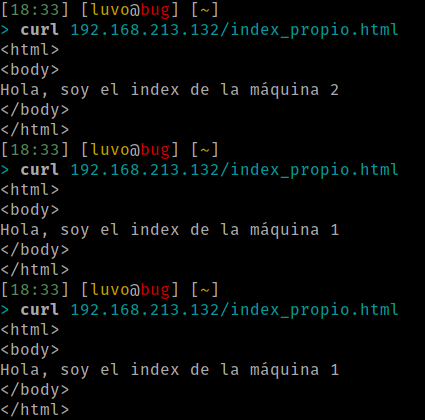 [18:33] [luvo@bug] [~]
> curl 192.168.213.132/index_propio.html
<html>
<body>
Hola, soy el index de la máquina 2
</body>
</html>
[18:33] [luvo@bug] [~]
> curl 192.168.213.132/index_propio.html
<html>
<body>
Hola, soy el index de la máquina 1
</body>
</html>
[18:33] [luvo@bug] [~]
> curl 192.168.213.132/index_propio.html
<html>
<body>
Hola, soy el index de la máquina 1
</body>
</html>